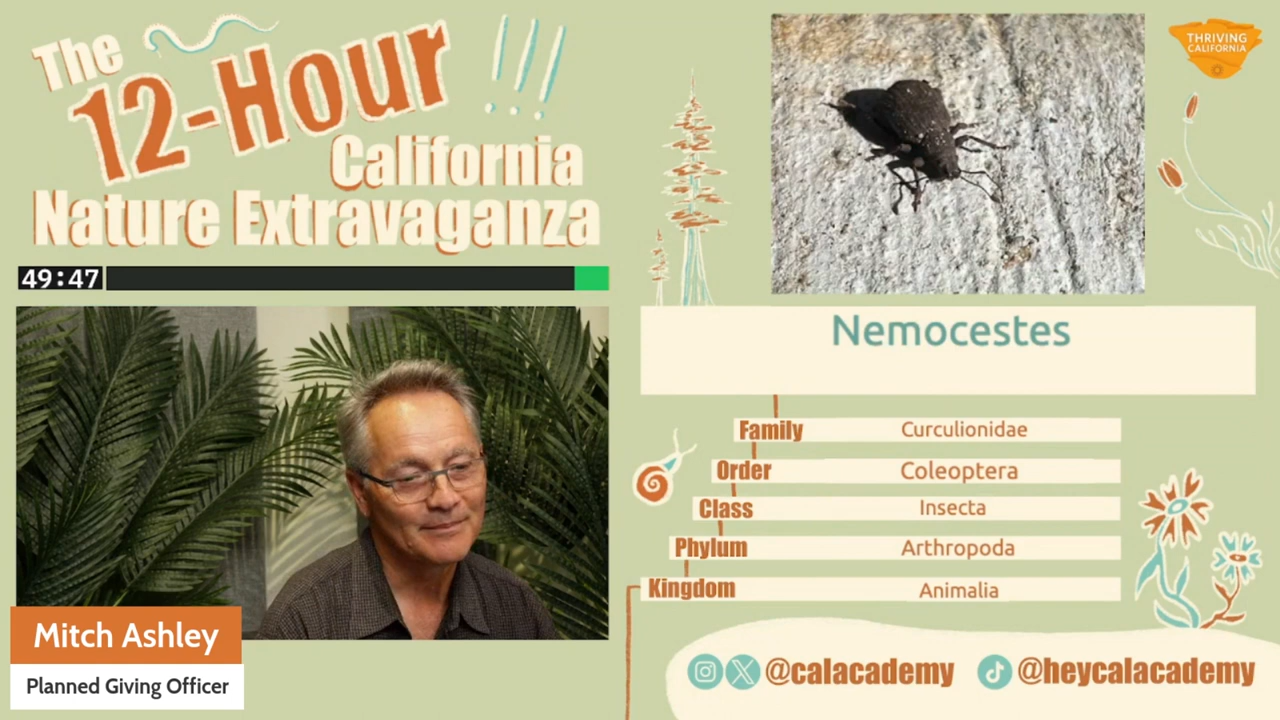 The
12-Hour !!!
California
Nature Extravaganza
THRIVING
CALIFORNIA
49:47
Nemocestes
Family Curculionidae
Order Coleoptera
Class Insecta
Phylum Arthropoda
Kingdom Animalia
Mitch Ashley
Planned Giving Officer
@calacademy @heycalacademy